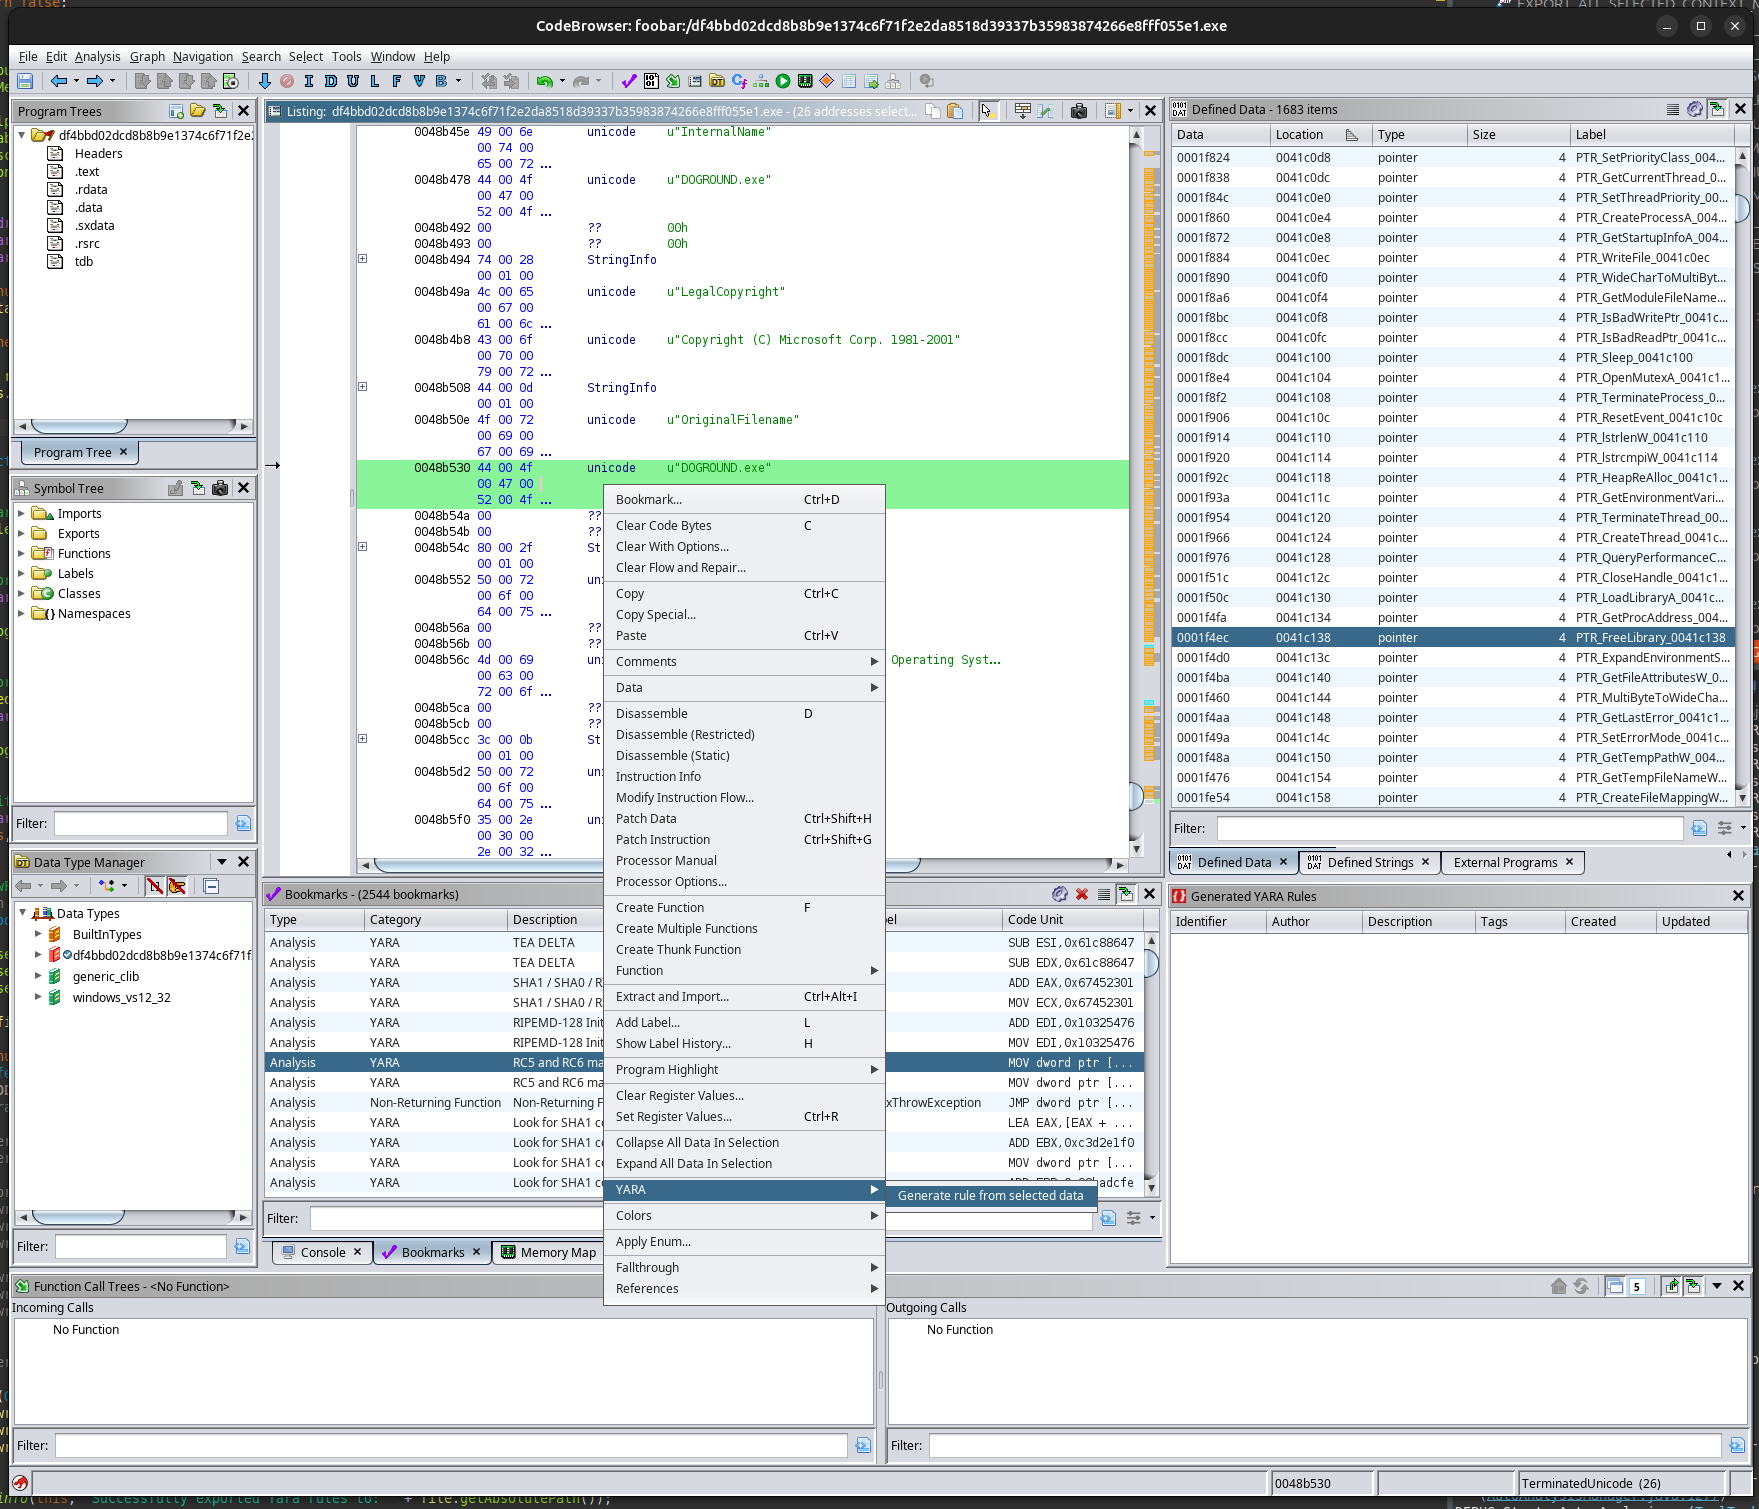 CodeBrowser: foobar:/df4bbd02dcd8b8b9e1374c6f71f2e2da8518d39337b35983874266e8fff055e1.exe
File Edit Analysis Graph Navigation Search Select Tools Window Help
I D U L F V B
Program Trees
df4bbd02dcd8b8b9e1374c6f71f2e
Headers
.text
.rdata
.data
.sxdata
.rsrc
tdb
Program Tree
Symbol Tree
Imports
Exports
Functions
Labels
Classes
Namespaces
Filter:
Data Type Manager
Data Types
BuiltInTypes
df4bbd02dcd8b8b9e1374c6f71f
generic_clib
windows_vs12_32
Filter:
Listing: df4bbd02dcd8b8b9e1374c6f71f2e2da8518d39337b35983874266e8fff055e1.exe - (26 addresses select...
0048b45e 49 00 6e unicode u"InternalName"
00 74 00
65 00 72 ...
0048b478 44 00 4f unicode u"DOGROUND.exe"
00 47 00
52 00 4f ...
0048b492 00 ?? 00h
0048b493 00 ?? 00h
0048b494 74 00 28 StringInfo
00 01 00
0048b49a 4c 00 65 unicode u"LegalCopyright"
00 67 00
61 00 6c ...
0048b4b8 43 00 6f unicode u"Copyright (C) Microsoft Corp. 1981-2001"
00 70 00
79 00 72 ...
0048b508 44 00 0d StringInfo
00 01 00
0048b50e 4f 00 72 unicode u"OriginalFilename"
00 69 00
67 00 69 ...
0048b530 44 00 4f unicode u"DOGROUND.exe"
00 47 00
52 00 4f ...
0048b54a 00 ??
0048b54b 00 ??
0048b54c 80 00 2f St
00 01 00
0048b552 50 00 72 un
00 6f 00
64 00 75 ...
0048b56a 00 ??
0048b56b 00 ??
0048b56c 4d 00 69 un Operating Syst...
00 63 00
72 00 6f ...
0048b5ca 00 ??
0048b5cb 00 ??
0048b5cc 3c 00 0b St
00 01 00
0048b5d2 50 00 72 un
00 6f 00
64 00 75 ...
0048b5f0 35 00 2e un
00 30 00
2e 00 32 ...
Bookmark... Ctrl+D
Clear Code Bytes C
Clear With Options...
Clear Flow and Repair...
Copy Ctrl+C
Copy Special...
Paste Ctrl+V
Comments
Data
Disassemble D
Disassemble (Restricted)
Disassemble (Static)
Instruction Info
Modify Instruction Flow...
Patch Data Ctrl+Shift+H
Patch Instruction Ctrl+Shift+G
Processor Manual
Processor Options...
Create Function F
Create Multiple Functions
Create Thunk Function
Function
Extract and Import... Ctrl+Alt+I
Add Label... L
Show Label History... H
Program Highlight
Clear Register Values...
Set Register Values... Ctrl+R
Collapse All Data In Selection
Expand All Data In Selection
YARA
Generate rule from selected data
Colors
Apply Enum...
Fallthrough
References
Bookmarks - (2544 bookmarks)
Type Category Description el Code Unit
Analysis YARA TEA DELTA SUB ESI,0x61c88647
Analysis YARA TEA DELTA SUB EDX,0x61c88647
Analysis YARA SHA1 / SHA0 / R ADD EAX,0x67452301
Analysis YARA SHA1 / SHA0 / R MOV ECX,0x67452301
Analysis YARA RIPEMD-128 Init ADD EDI,0x10325476
Analysis YARA RIPEMD-128 Init MOV EDI,0x10325476
Analysis YARA RC5 and RC6 ma MOV dword ptr [...
Analysis YARA RC5 and RC6 ma MOV dword ptr [...
Analysis Non-Returning Function Non-Returning F xThrowException JMP dword ptr [...
Analysis YARA Look for SHA1 co LEA EAX,[EAX + ...
Analysis YARA Look for SHA1 co ADD EBX,0xc3d2e1f0
Analysis YARA Look for SHA1 co MOV dword ptr [...
Analysis YARA Look for SHA1 co
Filter:
Console Bookmarks Memory Map
Defined Data - 1683 items
Data Location Type Size Label
0001f824 0041c0d8 pointer 4 PTR_SetPriorityClass_004...
0001f838 0041c0dc pointer 4 PTR_GetCurrentThread_0...
0001f84c 0041c0e0 pointer 4 PTR_SetThreadPriority_00...
0001f860 0041c0e4 pointer 4 PTR_CreateProcessA_004...
0001f872 0041c0e8 pointer 4 PTR_GetStartupInfoA_004...
0001f884 0041c0ec pointer 4 PTR_WriteFile_0041c0ec
0001f890 0041c0f0 pointer 4 PTR_WideCharToMultiByt...
0001f8a6 0041c0f4 pointer 4 PTR_GetModuleFileName...
0001f8bc 0041c0f8 pointer 4 PTR_IsBadWritePtr_0041c...
0001f8cc 0041c0fc pointer 4 PTR_IsBadReadPtr_0041c...
0001f8dc 0041c100 pointer 4 PTR_Sleep_0041c100
0001f8e4 0041c104 pointer 4 PTR_OpenMutexA_0041c1...
0001f8f2 0041c108 pointer 4 PTR_TerminateProcess_0...
0001f906 0041c10c pointer 4 PTR_ResetEvent_0041c10c
0001f914 0041c110 pointer 4 PTR_lstrlenW_0041c110
0001f920 0041c114 pointer 4 PTR_lstrcmpiW_0041c114
0001f92c 0041c118 pointer 4 PTR_HeapReAlloc_0041c1...
0001f93a 0041c11c pointer 4 PTR_GetEnvironmentVari...
0001f954 0041c120 pointer 4 PTR_TerminateThread_00...
0001f966 0041c124 pointer 4 PTR_CreateThread_0041c...
0001f976 0041c128 pointer 4 PTR_QueryPerformanceC...
0001f51c 0041c12c pointer 4 PTR_CloseHandle_0041c1...
0001f50c 0041c130 pointer 4 PTR_LoadLibraryA_0041c...
0001f4fa 0041c134 pointer 4 PTR_GetProcAddress_004...
0001f4ec 0041c138 pointer 4 PTR_FreeLibrary_0041c138
0001f4d0 0041c13c pointer 4 PTR_ExpandEnvironmentS...
0001f4ba 0041c140 pointer 4 PTR_GetFileAttributesW_0...
0001f460 0041c144 pointer 4 PTR_MultiByteToWideCha...
0001f4aa 0041c148 pointer 4 PTR_GetLastError_0041c1...
0001f49a 0041c14c pointer 4 PTR_SetErrorMode_0041c...
0001f48a 0041c150 pointer 4 PTR_GetTempPathW_004...
0001f476 0041c154 pointer 4 PTR_GetTempFileNameW...
0001fe54 0041c158 pointer 4 PTR_CreateFileMappingW...
Filter:
Defined Data Defined Strings External Programs
Generated YARA Rules
Identifier Author Description Tags Created Updated
Function Call Trees - <No Function>
Incoming Calls
No Function
Filter:
5
Outgoing Calls
No Function
Filter:
0048b530 TerminatedUnicode (26)